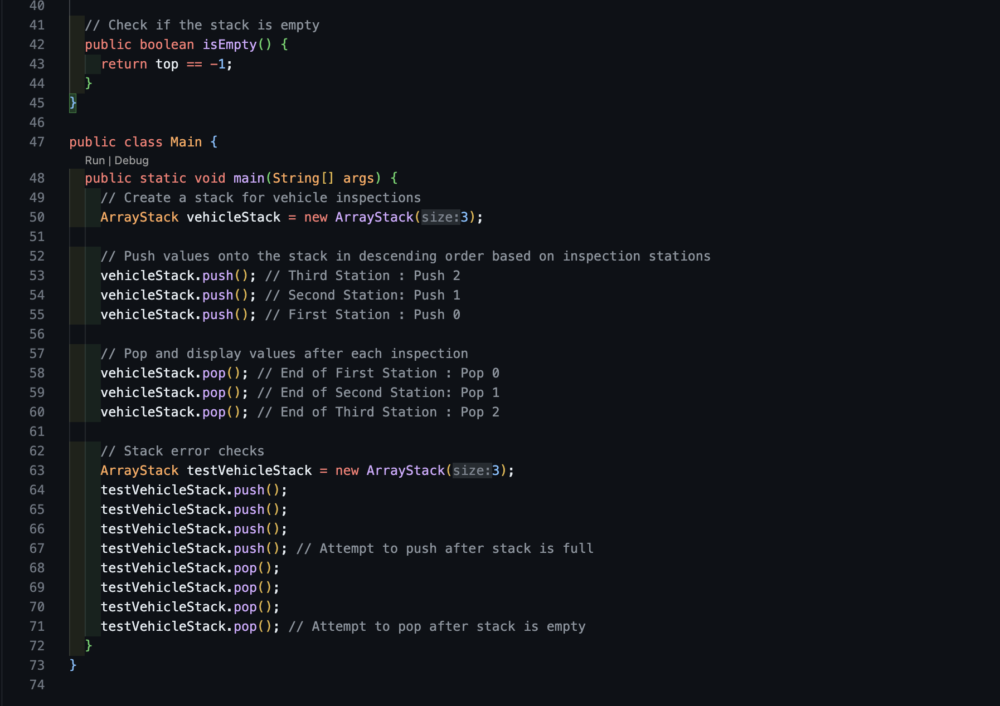 40
41 // Check if the stack is empty
42 public boolean isEmpty() {
43 return top == -1;
44 }
45 }
46
47 public class Main {
Run | Debug
48 public static void main(String[] args) {
49 // Create a stack for vehicle inspections
50 ArrayStack vehicleStack = new ArrayStack(size:3);
51
52 // Push values onto the stack in descending order based on inspection stations
53 vehicleStack.push(); // Third Station : Push 2
54 vehicleStack.push(); // Second Station: Push 1
55 vehicleStack.push(); // First Station : Push 0
56
57 // Pop and display values after each inspection
58 vehicleStack.pop(); // End of First Station : Pop 0
59 vehicleStack.pop(); // End of Second Station: Pop 1
60 vehicleStack.pop(); // End of Third Station : Pop 2
61
62 // Stack error checks
63 ArrayStack testVehicleStack = new ArrayStack(size:3);
64 testVehicleStack.push();
65 testVehicleStack.push();
66 testVehicleStack.push();
67 testVehicleStack.push(); // Attempt to push after stack is full
68 testVehicleStack.pop();
69 testVehicleStack.pop();
70 testVehicleStack.pop();
71 testVehicleStack.pop(); // Attempt to pop after stack is empty
72 }
73 }
74